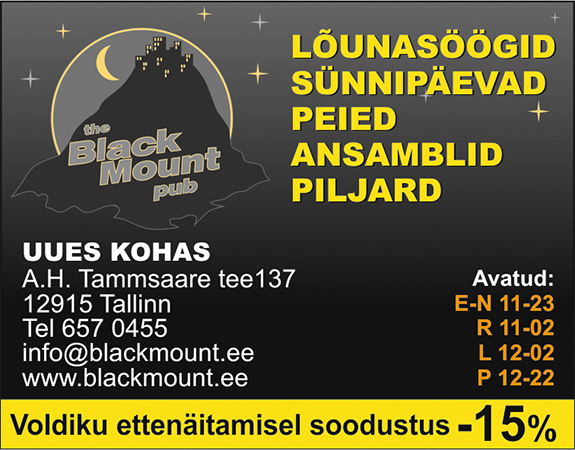 the
Black
Mount
pub
LÕUNASÖÖGID
SÜNNIPÄEVAD
PEIED
ANSAMBLID
PILJARD
UUES KOHAS
A.H. Tammsaare tee137
12915 Tallinn
Tel 657 0455
info@blackmount.ee
www.blackmount.ee
Avatud:
E-N 11-23
R 11-02
L 12-02
P 12-22
Voldiku ettenäitamisel soodustus -15%